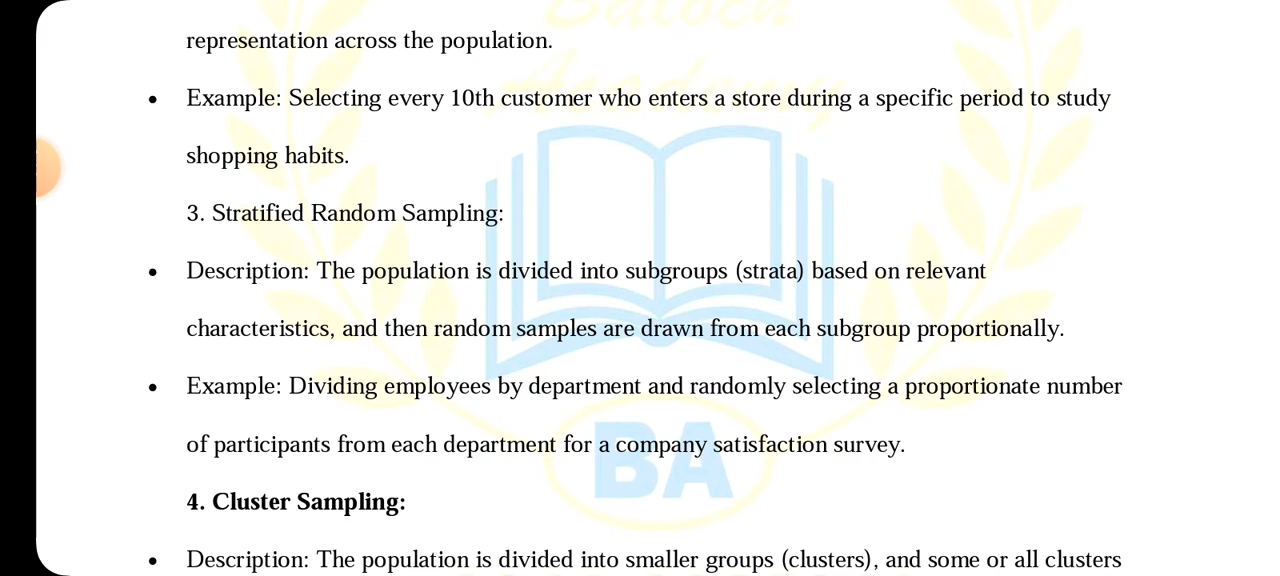 Baloch
Academy
representation across the population.
• Example: Selecting every 10th customer who enters a store during a specific period to study
shopping habits.
3. Stratified Random Sampling:
• Description: The population is divided into subgroups (strata) based on relevant
characteristics, and then random samples are drawn from each subgroup proportionally.
• Example: Dividing employees by department and randomly selecting a proportionate number
of participants from each department for a company satisfaction survey.
BA
4. Cluster Sampling:
• Description: The population is divided into smaller groups (clusters), and some or all clusters